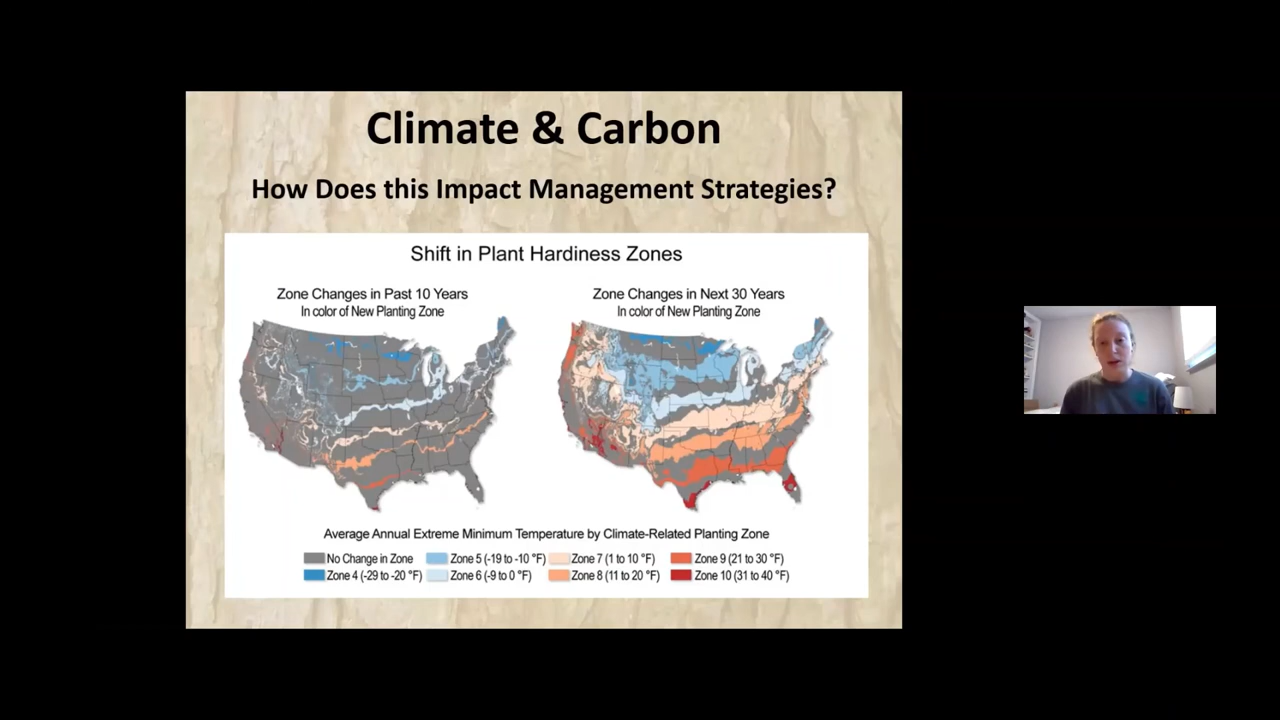 Climate & Carbon
How Does this Impact Management Strategies?
Shift in Plant Hardiness Zones
Zone Changes in Past 10 Years
In color of New Planting Zone
Zone Changes in Next 30 Years
In color of New Planting Zone
Average Annual Extreme Minimum Temperature by Climate-Related Planting Zone
No Change in Zone
Zone 5 (-19 to -10 °F)
Zone 7 (1 to 10 °F)
Zone 9 (21 to 30 °F)
Zone 4 (-29 to -20 °F)
Zone 6 (-9 to 0 °F)
Zone 8 (11 to 20 °F)
Zone 10 (31 to 40 °F)